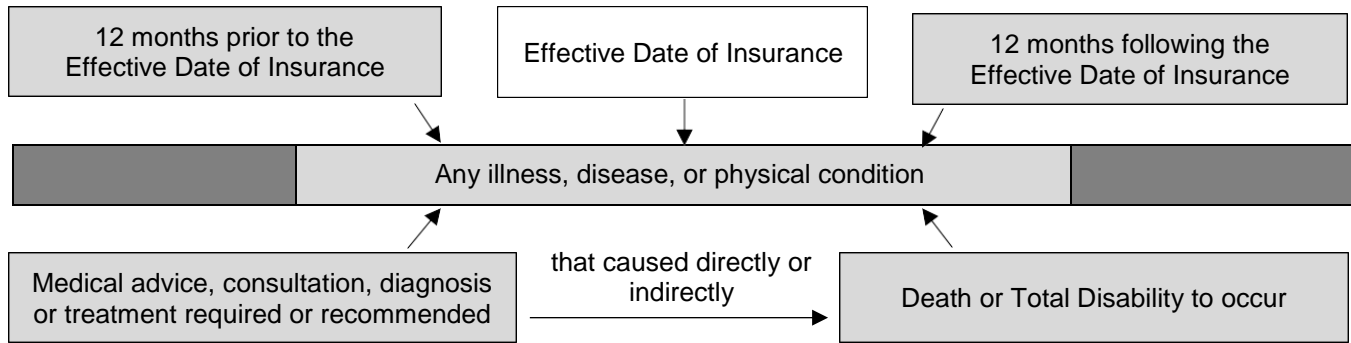 12 months prior to the
Effective Date of Insurance
Effective Date of Insurance
12 months following the
Effective Date of Insurance
Any illness, disease, or physical condition
Medical advice, consultation, diagnosis
or treatment required or recommended
that caused directly or
indirectly
Death or Total Disability to occur